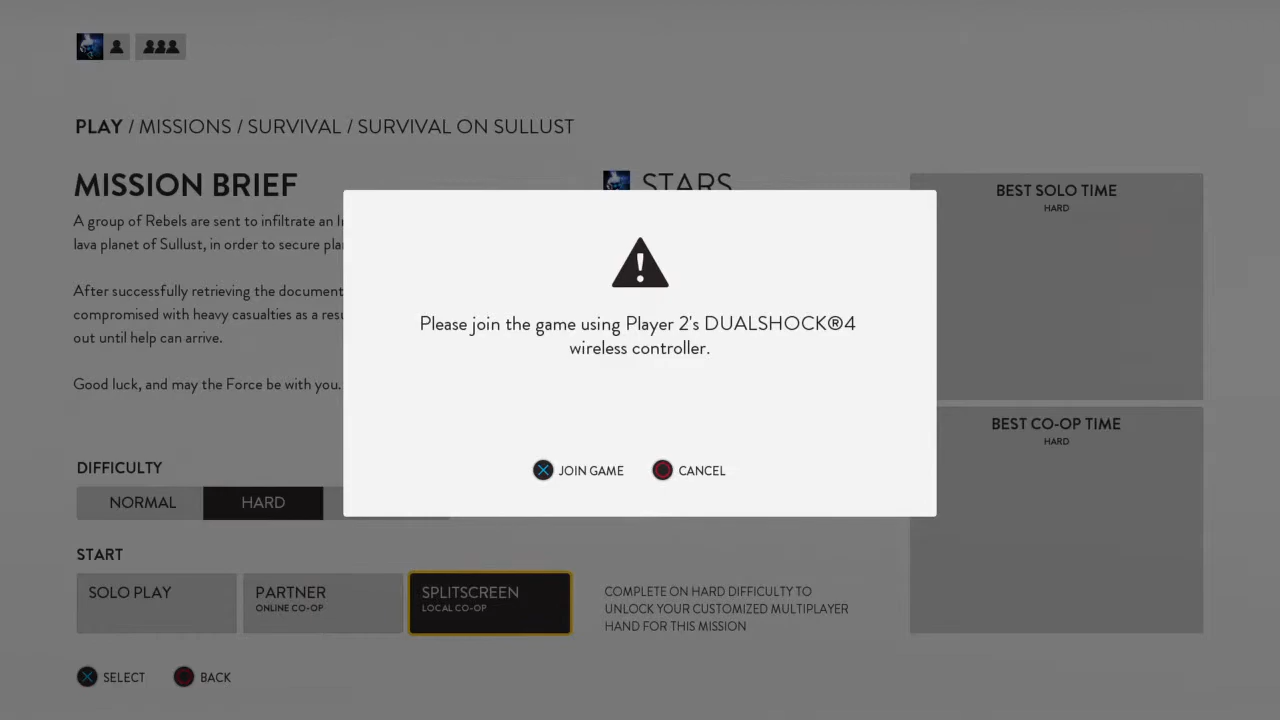 PLAY / MISSIONS / SURVIVAL / SURVIVAL ON SULLUST
MISSION BRIEF
A group of Rebels are sent to infiltrate an
lava planet of Sullust, in order to secure
After successfully retrieving the
compromised with heavy casualties as a
out until help can arrive.
Good luck, and may the Force be with you.
STARS
BEST SOLO TIME
HARD
BEST CO-OP TIME
HARD
Please join the game using Player 2's DUALSHOCK®4
wireless controller.
JOIN GAME
CANCEL
DIFFICULTY
NORMAL
HARD
START
SOLO PLAY
PARTNER
ONLINE CO-OP
SPLITSCREEN
LOCAL CO-OP
COMPLETE ON HARD DIFFICULTY TO
UNLOCK YOUR CUSTOMIZED MULTIPLAYER
HAND FOR THIS MISSION
SELECT
BACK